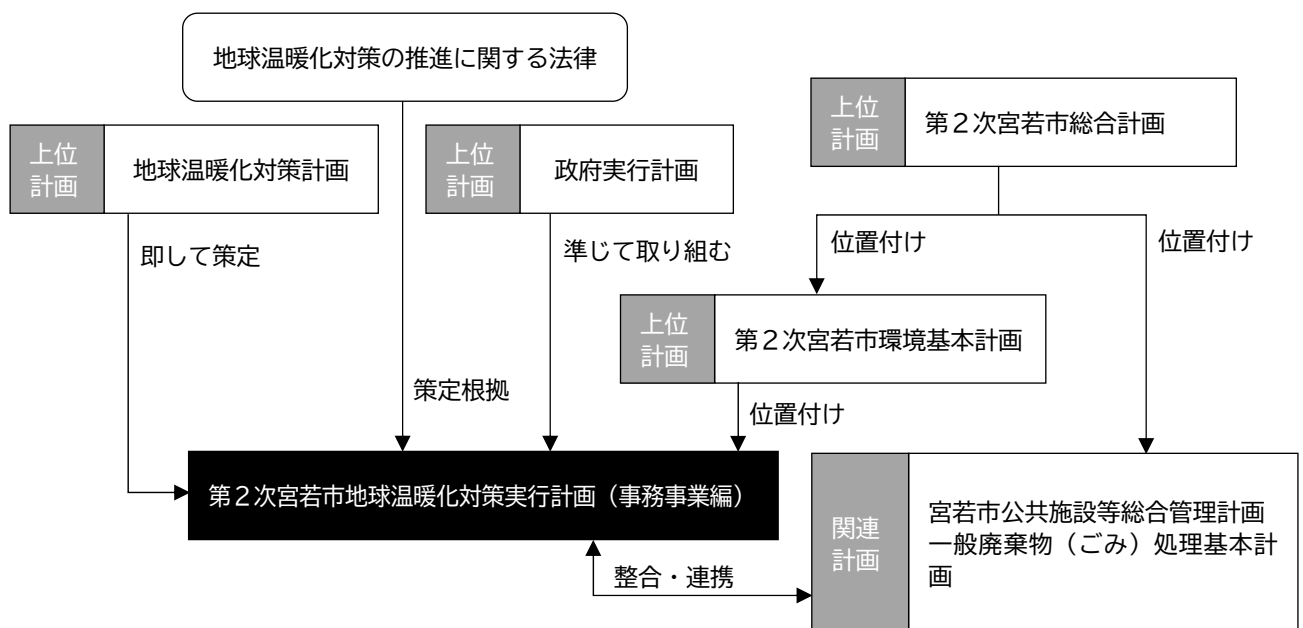 地球温暖化対策の推進に関する法律
上位
計画
第２次宮若市総合計画
上位
計画
地球温暖化対策計画
上位
計画
政府実行計画
即して策定
準じて取り組む
位置付け
位置付け
上位
計画
第２次宮若市環境基本計画
策定根拠
位置付け
第２次宮若市地球温暖化対策実行計画（事務事業編）
関連
計画
宮若市公共施設等総合管理計画
一般廃棄物（ごみ）処理基本計
画
整合・連携